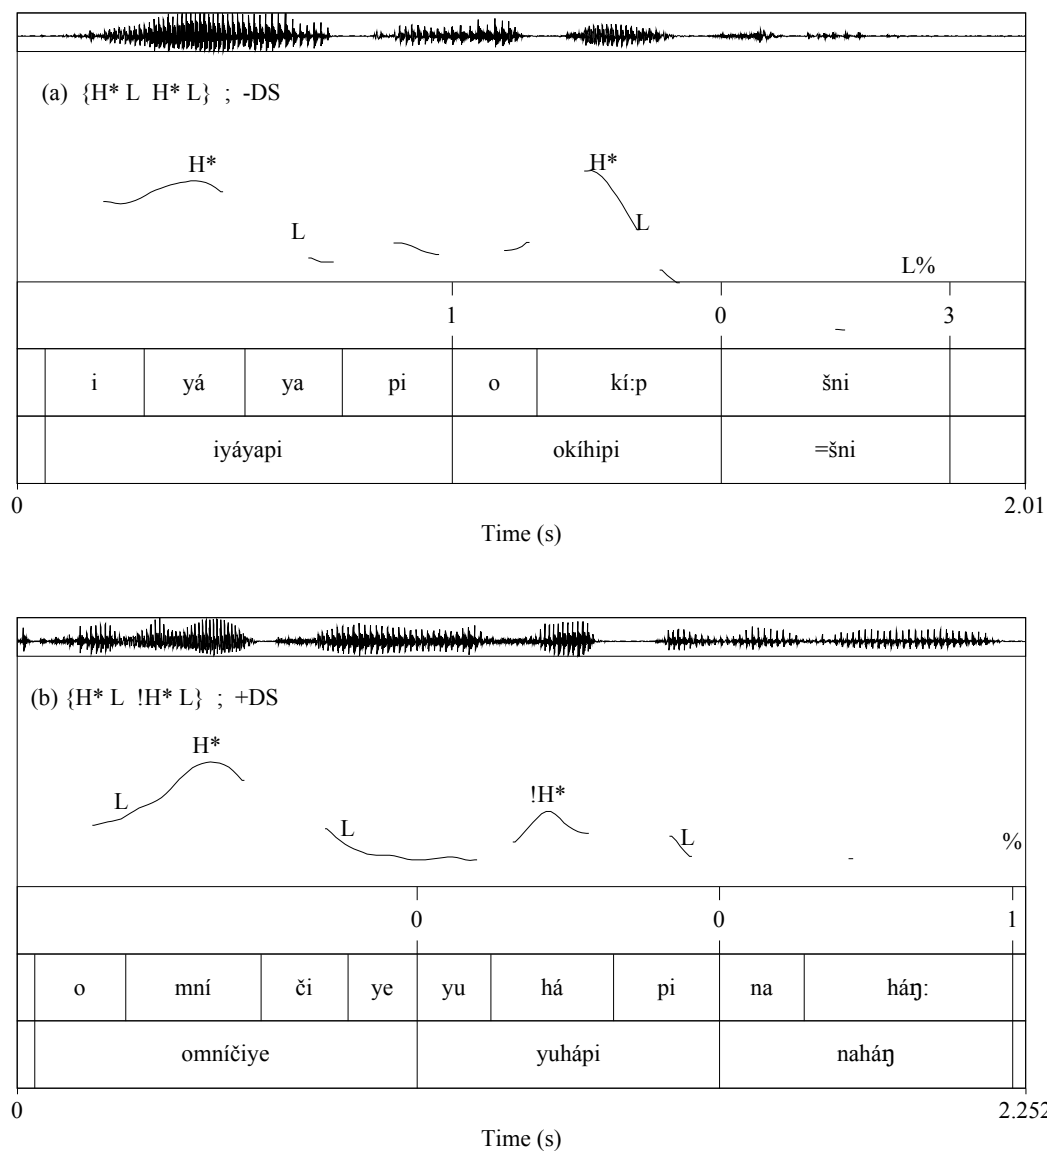 (a) {H* L H* L} ; -DS
H* H*
L L
L%
1 0 3
i yá ya pi o kí:p šni
iyáyapi okíhipi =šni
0 2.01
Time (s)
(b) {H* L !H* L} ; +DS
H*
L !H*
L L %
0 0 1
o mní či ye yu há pi na háŋ:
omníčiye yuhápi naháŋ
0 2.252
Time (s)